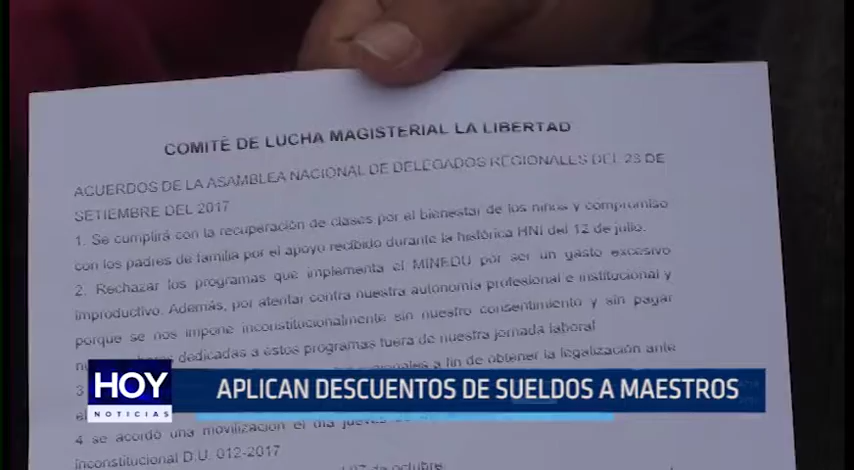 COMITÉ DE LUCHA MAGISTERIAL LA LIBERTAD
ACUERDOS DE LA ASAMBLEA NACIONAL DE DELEGADOS REGIONALES DEL 23 DE
SETIEMBRE DEL 2017
1. Se cumplirá con la recuperación de clases por el bienestar de los niños y compromiso
con los padres de familia por el apoyo recibido durante la histórica HNI del 12 de julio.
2. Rechazar los programas que implementa el MINEDU por ser un gasto excesivo
improductivo. Además, por atentar contra nuestra autonomía profesional e institucional y
porque se nos impone inconstitucionalmente sin nuestro consentimiento y sin pagar
dedicadas a estos programas fuera de nuestra jornada laboral
3 a fin de obtener la legalización ante
HOY
NOTICIAS
APLICAN DESCUENTOS DE SUELDOS A MAESTROS
4 se acordó una movilización el día jueves
inconstitucional D.U. 012-2017
de octubre